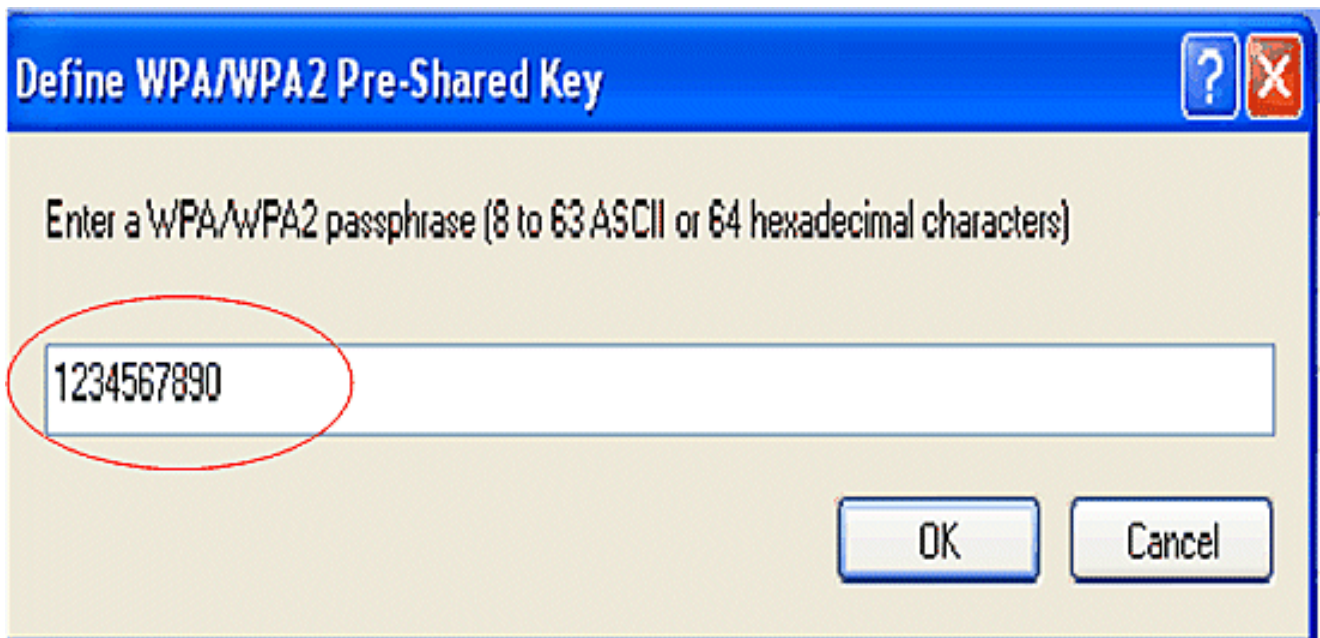 Define WPA/WPA2 Pre-Shared Key
Enter a WPA/WPA2 passphrase (8 to 63 ASCII or 64 hexadecimal characters)
1234567890
OK Cancel